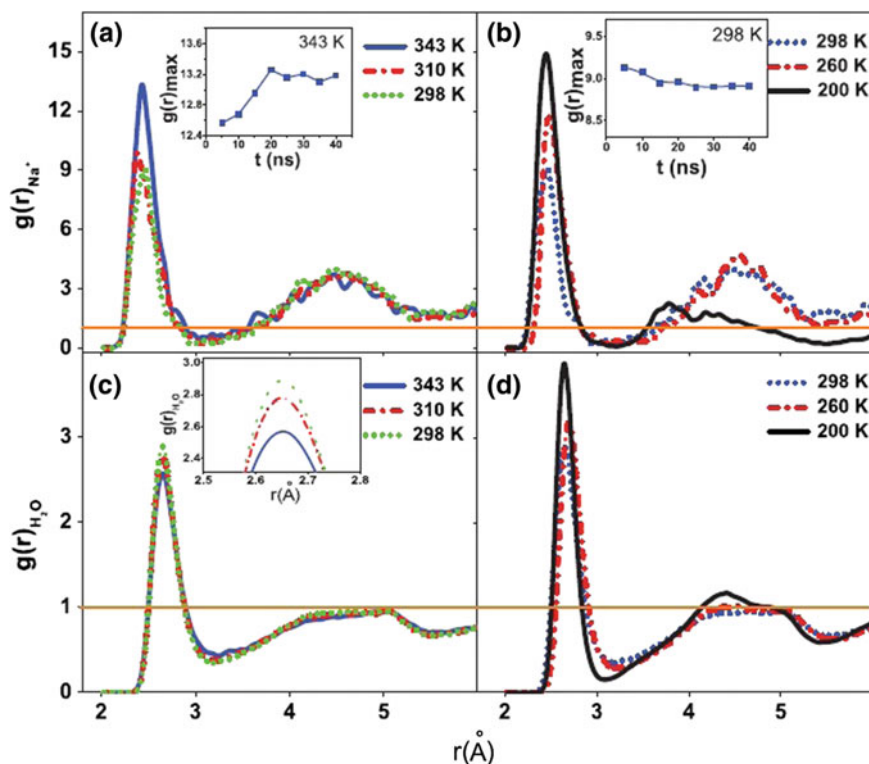 (a)
343 K
310 K
298 K
343 K
g(r)max
13.6
13.2
12.8
12.4
0 10 20 30 40 50
t (ns)
g(r)Na+
15
12
9
6
3
0
(b)
298 K
260 K
200 K
298 K
g(r)max
9.0
8.5
0 10 20 30 40 50
t (ns)
(c)
343 K
310 K
298 K
g(r)H2O
3.0
2.8
2.6
2.4
2.5 2.6 2.7 2.8
r(Å)
g(r)H2O
3
2
1
0
2 3 4 5
(d)
298 K
260 K
200 K
2 3 4 5
r(Å)